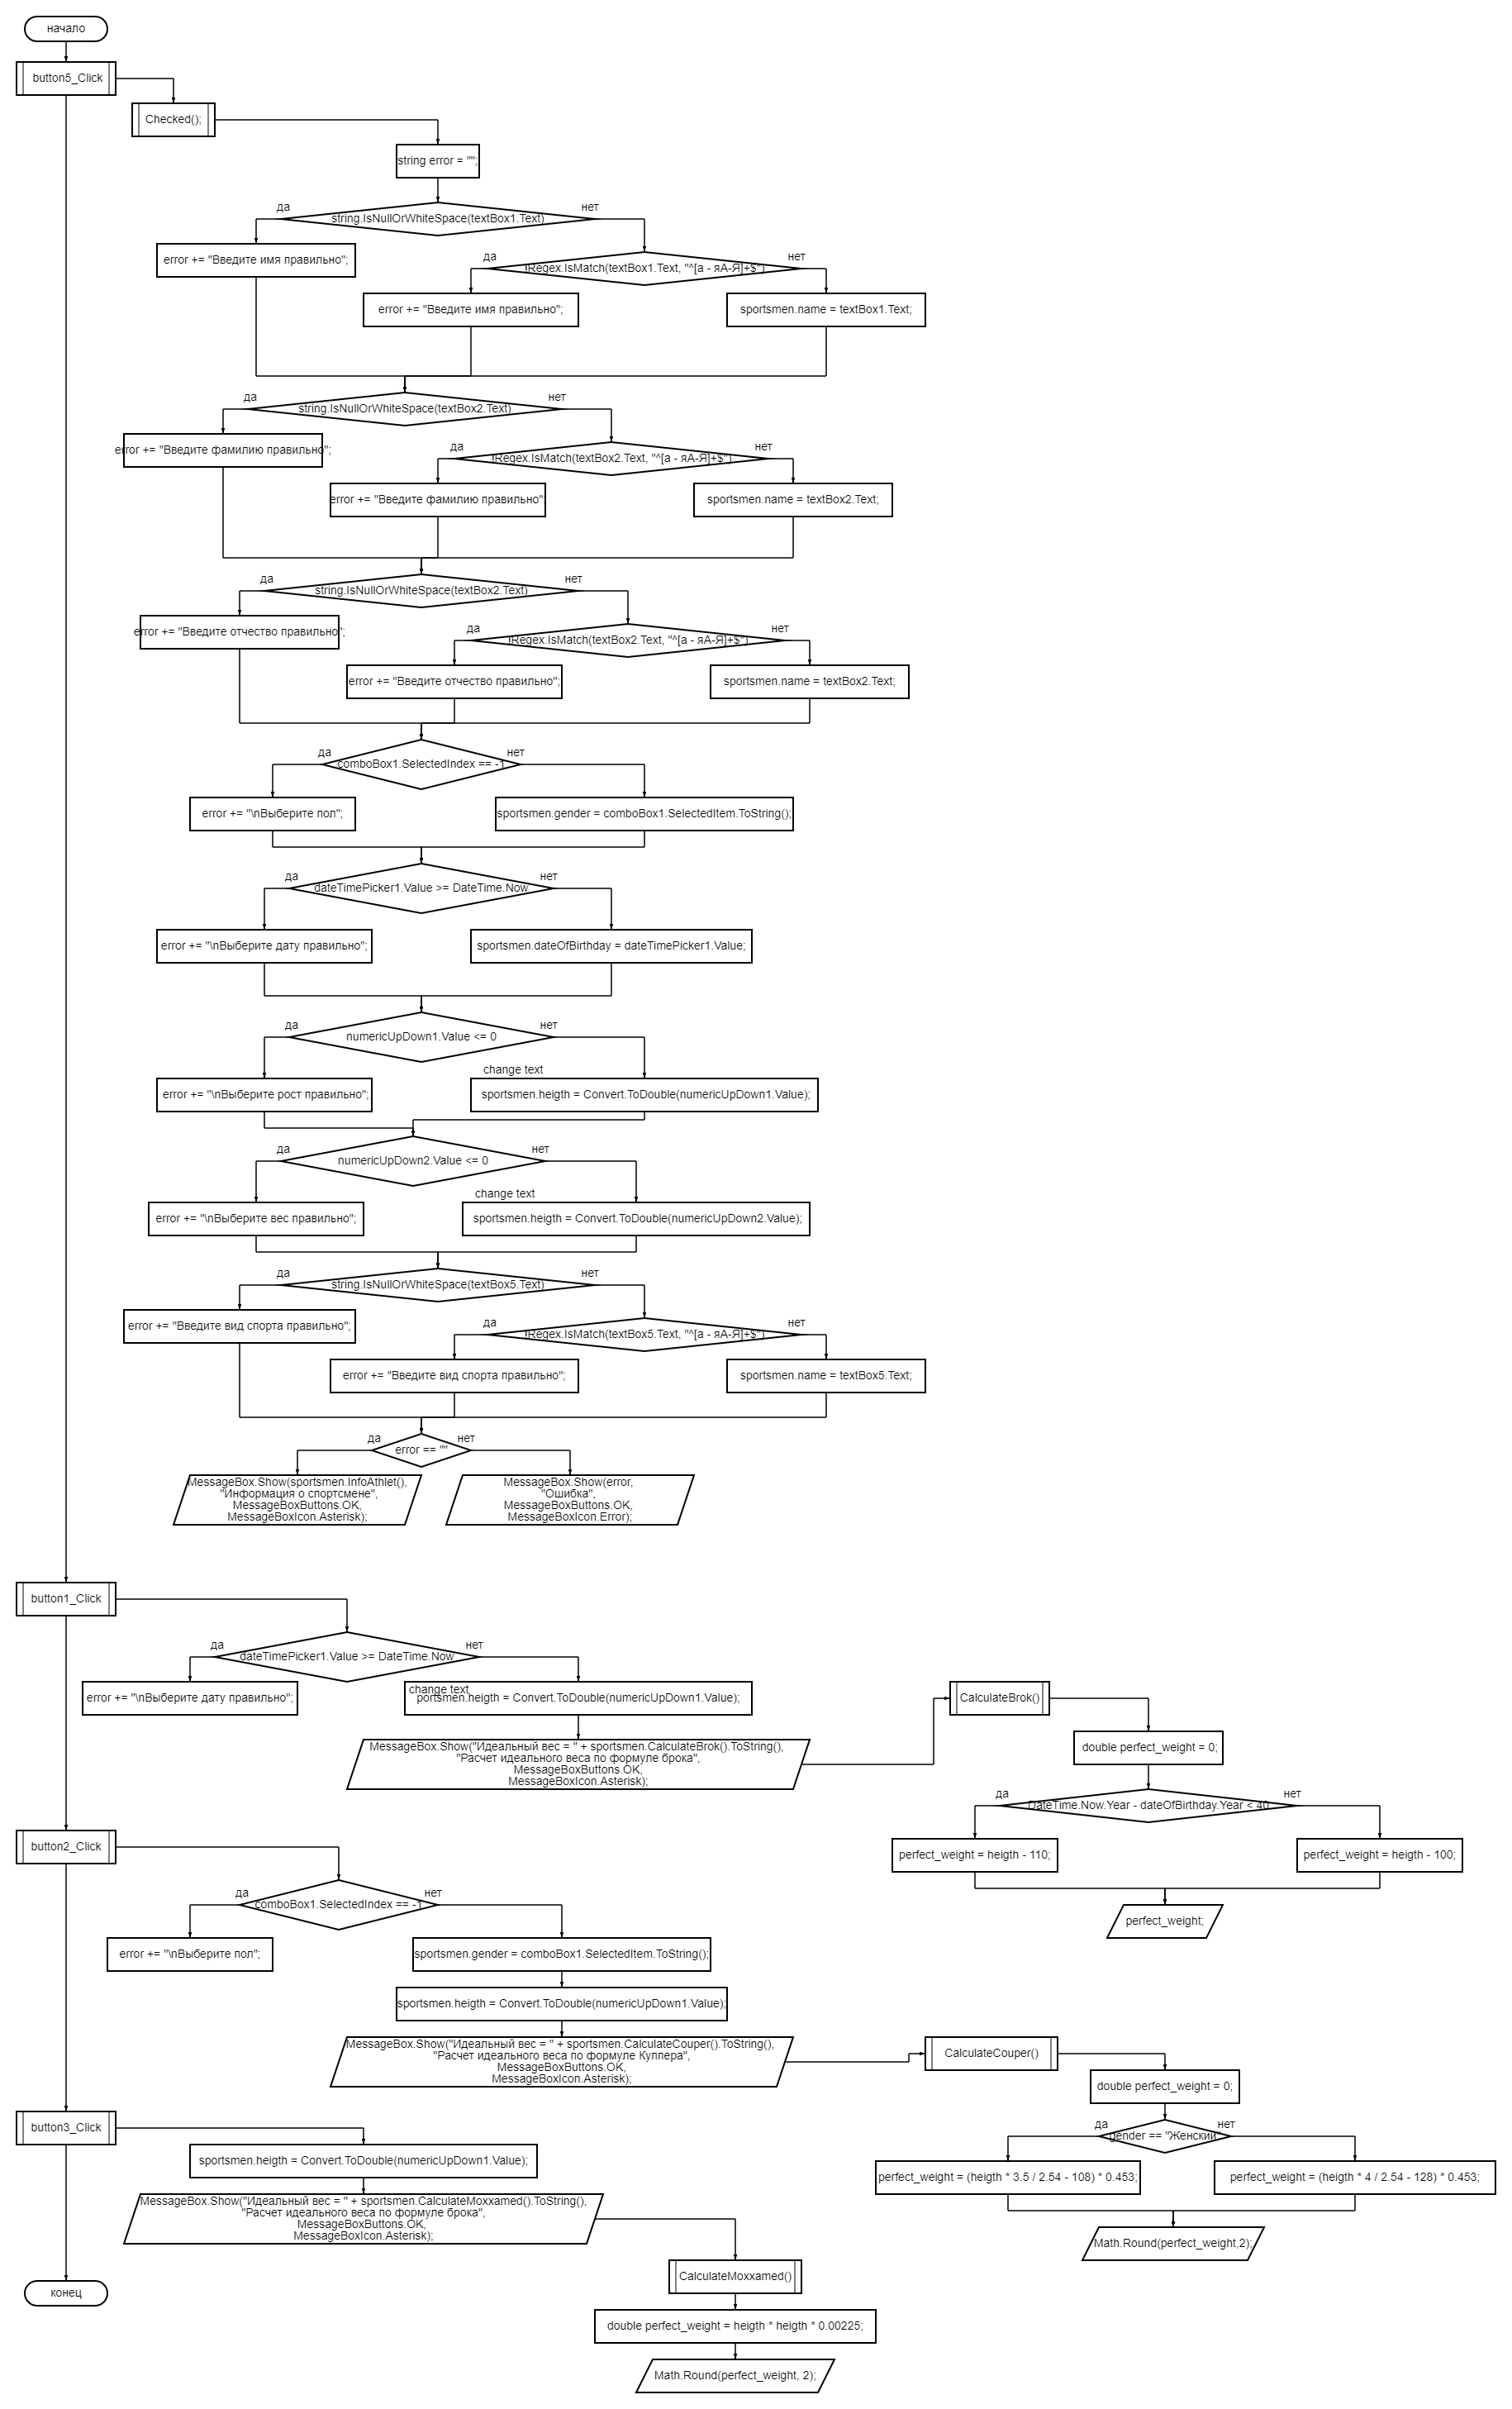 начало
button5_Click
Checked();
string error = "";
да
нет
string.IsNullOrWhiteSpace(textBox1.Text)
error += "Введите имя правильно";
да
нет
!Regex.IsMatch(textBox1.Text, "^[а - яА-Я]+$")
error += "Введите имя правильно";
sportsmen.name = textBox1.Text;
да
нет
string.IsNullOrWhiteSpace(textBox2.Text)
error += "Введите фамилию правильно";
да
нет
!Regex.IsMatch(textBox2.Text, "^[а - яА-Я]+$")
error += "Введите фамилию правильно"
sportsmen.name = textBox2.Text;
да
нет
string.IsNullOrWhiteSpace(textBox2.Text)
error += "Введите отчество правильно";
да
нет
!Regex.IsMatch(textBox2.Text, "^[а - яА-Я]+$")
error += "Введите отчество правильно";
sportsmen.name = textBox2.Text;
да
нет
comboBox1.SelectedIndex == -1
error += "\nВыберите пол";
sportsmen.gender = comboBox1.SelectedItem.ToString();
да
нет
dateTimePicker1.Value >= DateTime.Now
error += "\nВыберите дату правильно";
sportsmen.dateOfBirthday = dateTimePicker1.Value;
да
нет
numericUpDown1.Value <= 0
change text
error += "\nВыберите рост правильно";
sportsmen.heigth = Convert.ToDouble(numericUpDown1.Value);
да
нет
numericUpDown2.Value <= 0
change text
error += "\nВыберите вес правильно";
sportsmen.heigth = Convert.ToDouble(numericUpDown2.Value);
да
нет
string.IsNullOrWhiteSpace(textBox5.Text)
error += "Введите вид спорта правильно";
да
нет
!Regex.IsMatch(textBox5.Text, "^[а - яА-Я]+$")
error += "Введите вид спорта правильно";
sportsmen.name = textBox5.Text;
да
нет
error == ""
MessageBox.Show(sportsmen.InfoAthlet(),
"Информация о спортсмене",
MessageBoxButtons.OK,
MessageBoxIcon.Asterisk);
MessageBox.Show(error,
"Ошибка",
MessageBoxButtons.OK,
MessageBoxIcon.Error);
button1_Click
да
нет
dateTimePicker1.Value >= DateTime.Now
error += "\nВыберите дату правильно";
change text
portsmen.heigth = Convert.ToDouble(numericUpDown1.Value);
MessageBox.Show("Идеальный вес = " + sportsmen.CalculateBrok().ToString(),
"Расчет идеального веса по формуле брока",
MessageBoxButtons.OK,
MessageBoxIcon.Asterisk);
CalculateBrok()
double perfect_weight = 0;
да
нет
DateTime.Now.Year - dateOfBirthday.Year < 40
perfect_weight = heigth - 110;
perfect_weight = heigth - 100;
perfect_weight;
button2_Click
да
нет
comboBox1.SelectedIndex == -1
error += "\nВыберите пол";
sportsmen.gender = comboBox1.SelectedItem.ToString();
sportsmen.heigth = Convert.ToDouble(numericUpDown1.Value);
MessageBox.Show("Идеальный вес = " + sportsmen.CalculateCouper().ToString(),
"Расчет идеального веса по формуле Куппера",
MessageBoxButtons.OK,
MessageBoxIcon.Asterisk);
CalculateCouper()
double perfect_weight = 0;
да
нет
gender == "Женский"
perfect_weight = (heigth * 3.5 / 2.54 - 108) * 0.453;
perfect_weight = (heigth * 4 / 2.54 - 128) * 0.453;
Math.Round(perfect_weight,2);
button3_Click
sportsmen.heigth = Convert.ToDouble(numericUpDown1.Value);
MessageBox.Show("Идеальный вес = " + sportsmen.CalculateMoxxamed().ToString(),
"Расчет идеального веса по формуле брока",
MessageBoxButtons.OK,
MessageBoxIcon.Asterisk);
CalculateMoxxamed()
double perfect_weight = heigth * heigth * 0.00225;
Math.Round(perfect_weight, 2);
конец